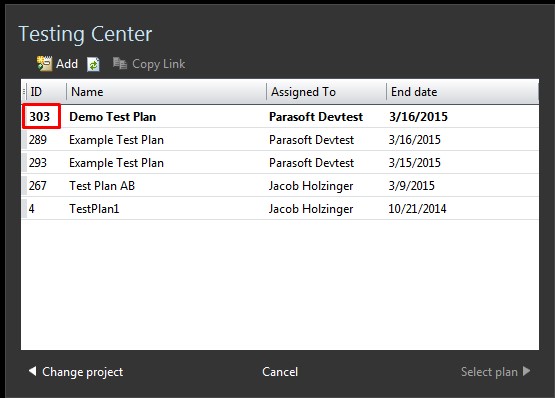 Testing Center
Add Copy Link
ID Name Assigned To End date
303 Demo Test Plan Parasoft Devtest 3/16/2015
289 Example Test Plan Parasoft Devtest 3/16/2015
293 Example Test Plan Parasoft Devtest 3/15/2015
267 Test Plan AB Jacob Holzinger 3/9/2015
4 TestPlan1 Jacob Holzinger 10/21/2014
Change project Cancel Select plan